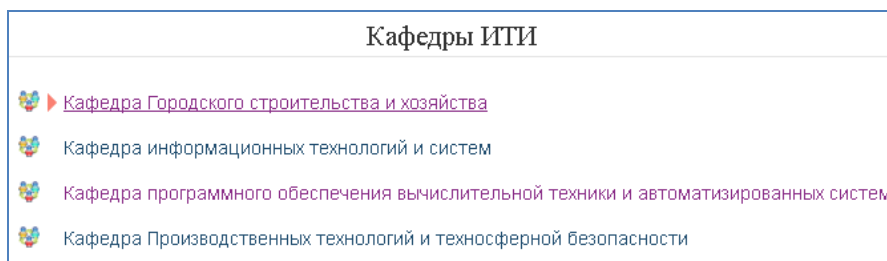 Кафедры ИТИ
Кафедра Городского строительства и хозяйства
Кафедра информационных технологий и систем
Кафедра программного обеспечения вычислительной техники и автоматизированных систем
Кафедра Производственных технологий и техносферной безопасности